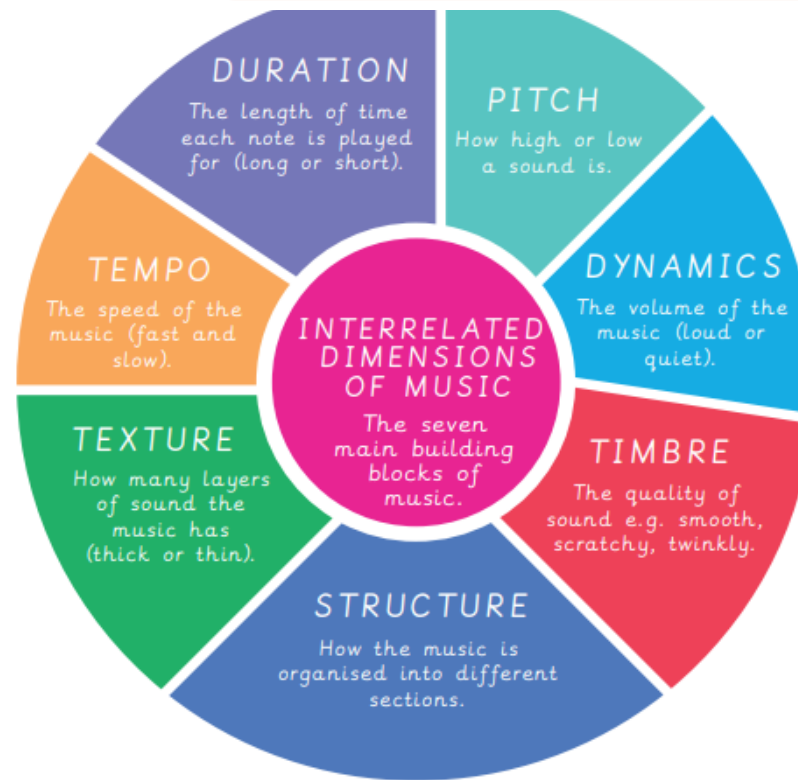 DURATION
The length of time
each note is played
for (long or short).
PITCH
How high or low
a sound is.
DYNAMICS
The volume of the
music (loud or
quiet).
TIMBRE
The quality of
sound e.g. smooth,
scratchy, twinkly.
STRUCTURE
How the music is
organised into different
sections.
TEXTURE
How many layers
of sound the
music has
(thick or thin).
TEMPO
The speed of the
music (fast and
slow).
INTERRELATED
DIMENSIONS
OF MUSIC
The seven
main building
blocks of
music.